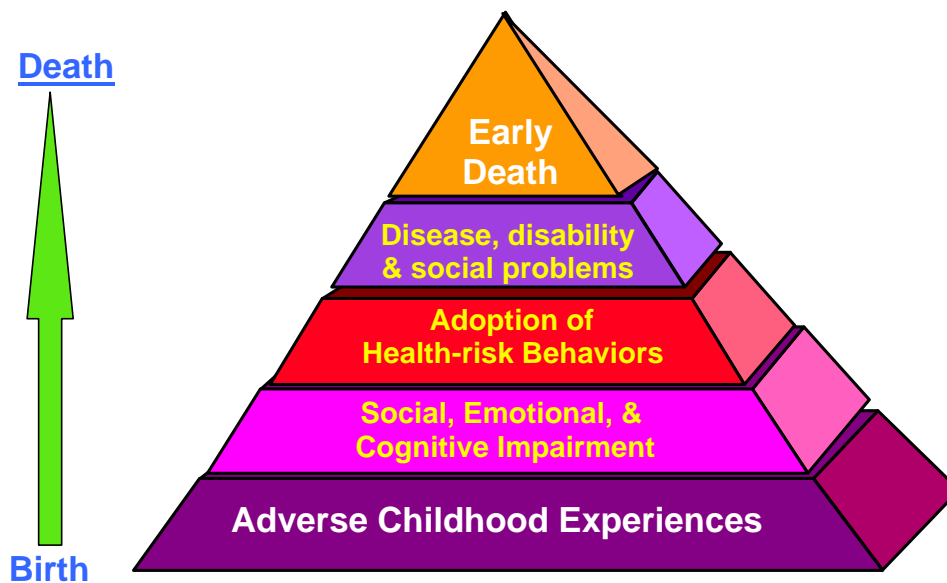 Death
Early
Death
Disease, disability
& social problems
Adoption of
Health-risk Behaviors
Social, Emotional, &
Cognitive Impairment
Adverse Childhood Experiences
Birth